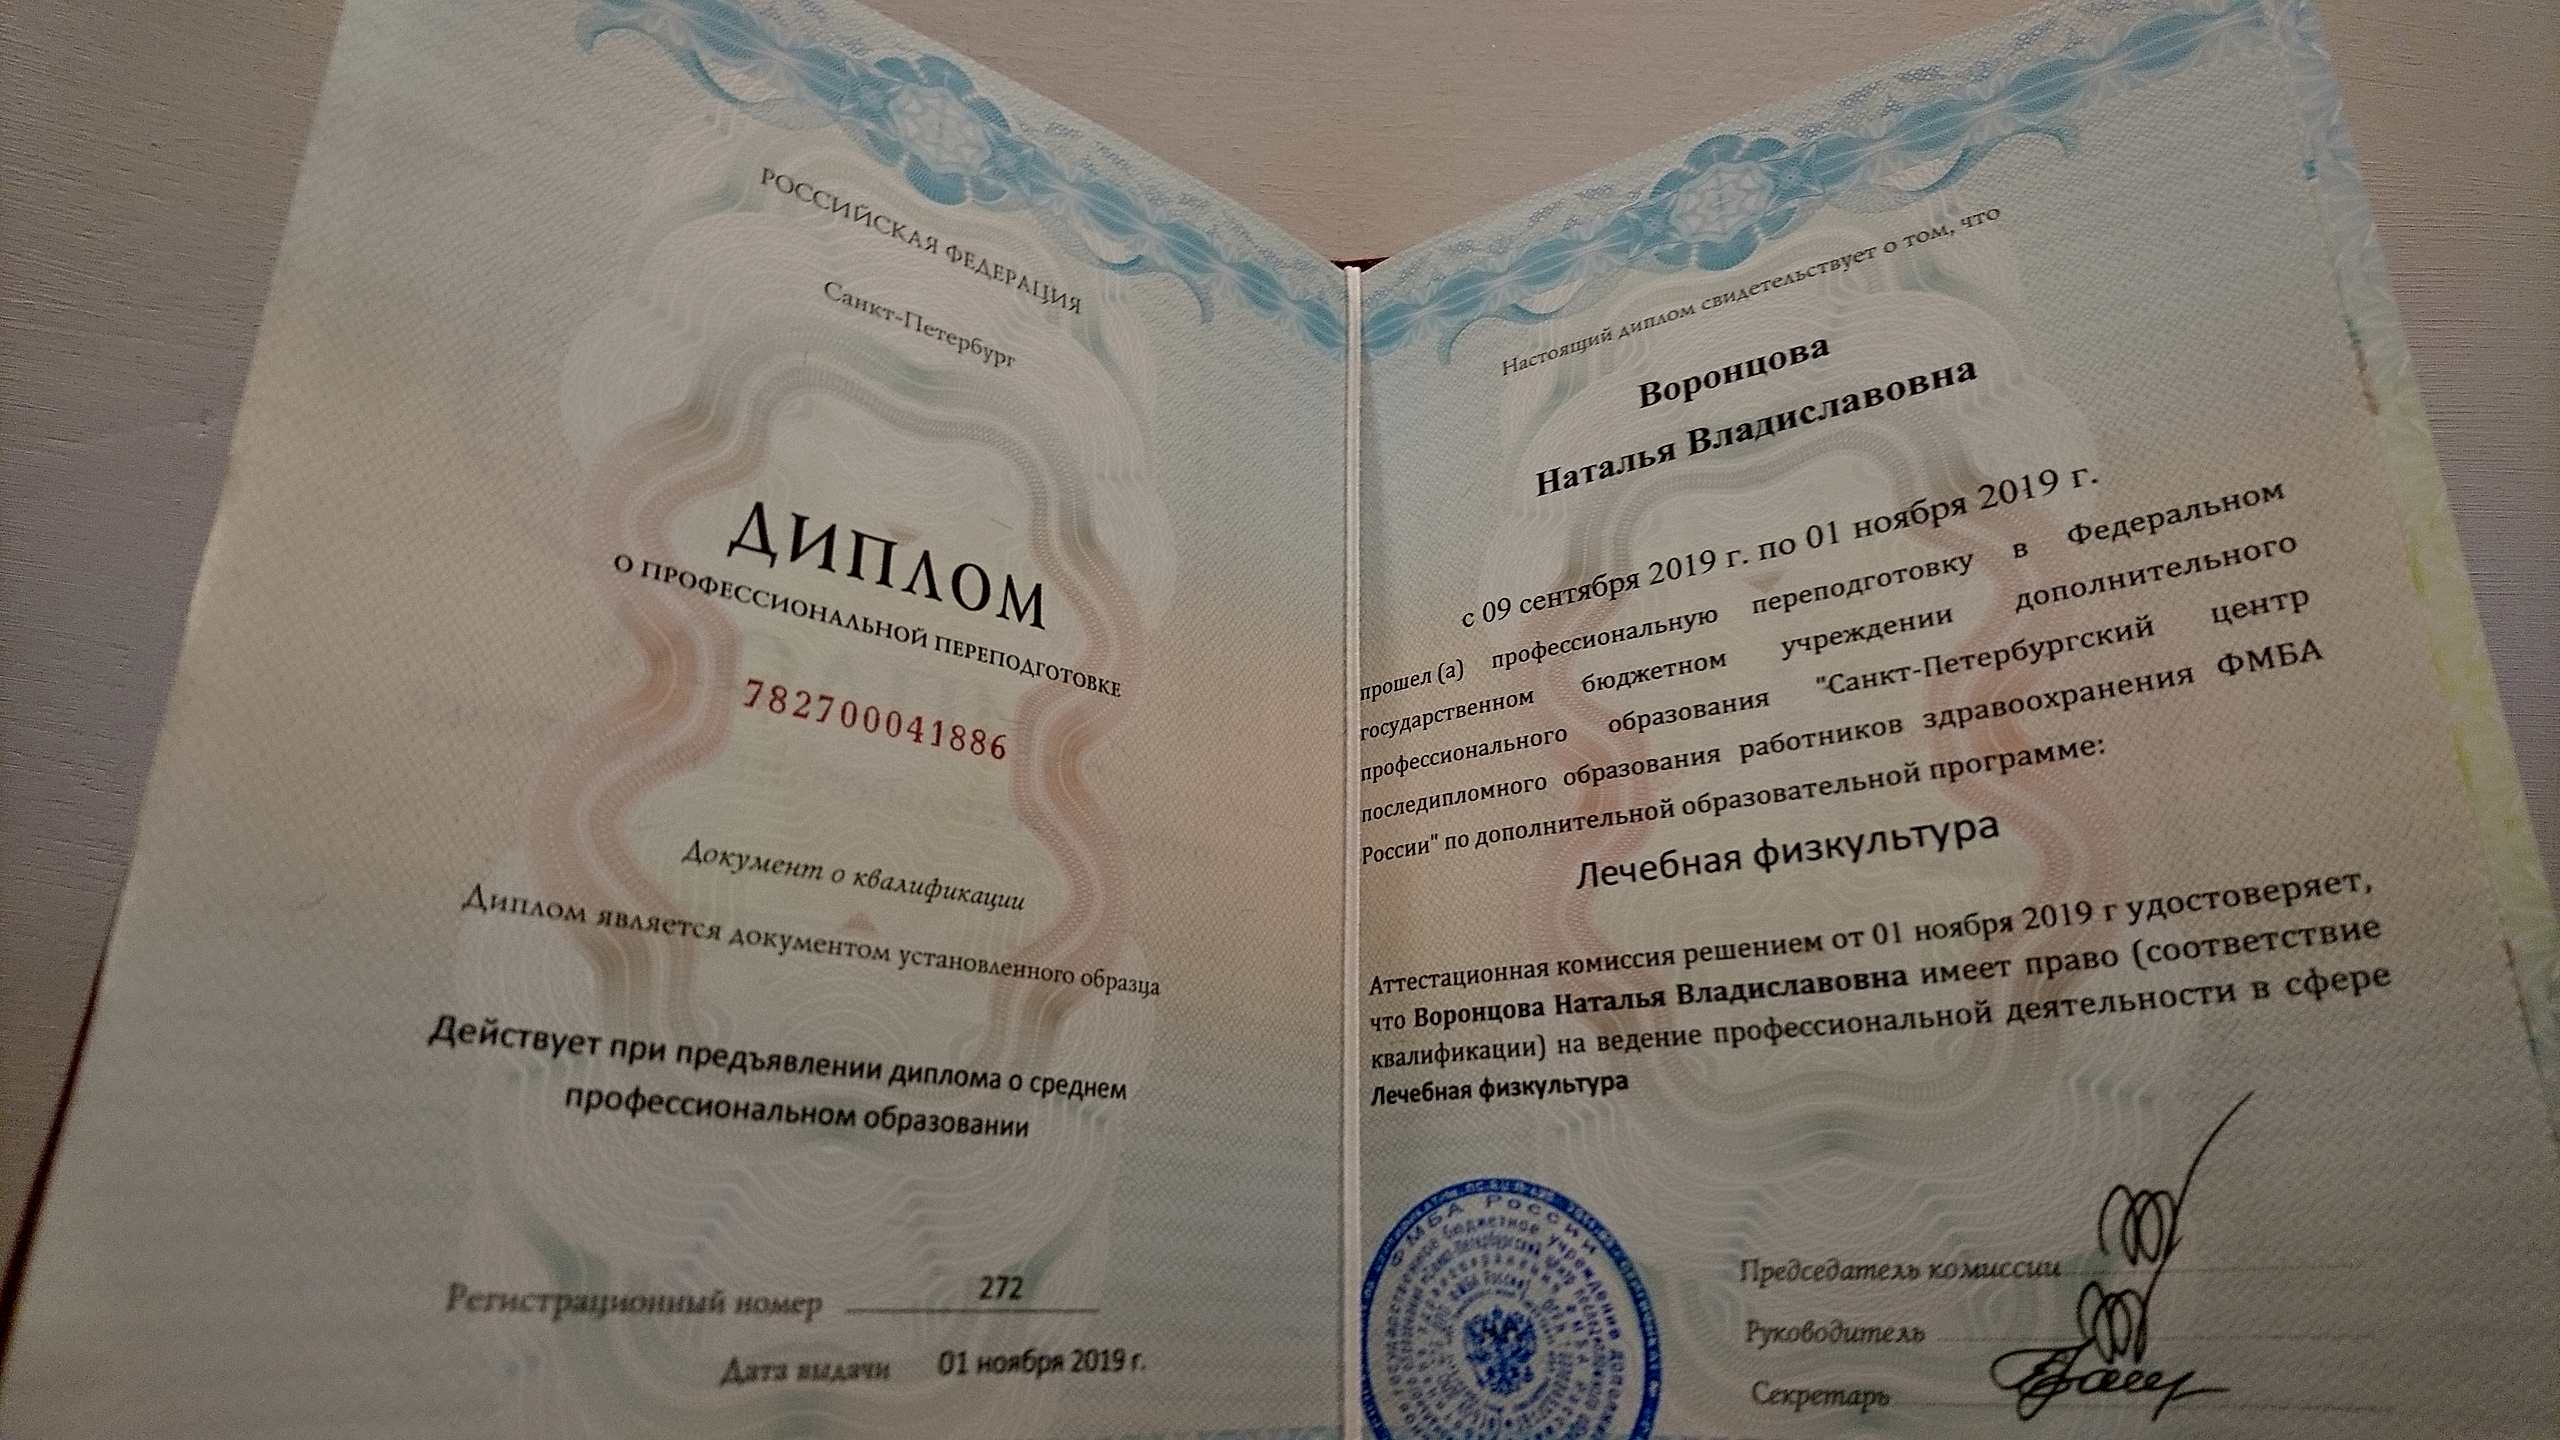 РОССИЙСКАЯ ФЕДЕРАЦИЯ
Санкт-Петербург
ДИПЛОМ
О ПРОФЕССИОНАЛЬНОЙ ПЕРЕПОДГОТОВКЕ
782700041886
Документ о квалификации
Диплом является документом установленного образца
Действует при предъявлении диплома о среднем
профессиональном образовании
Регистрационный номер 272
Дата выдачи 01 ноября 2019 г.
Настоящий диплом свидетельствует о том, что
Воронцова
Наталья Владиславовна
с 09 сентября 2019 г. по 01 ноября 2019 г.
прошел (а) профессиональную переподготовку в Федеральном
государственном бюджетном учреждении дополнительного
профессионального образования "Санкт-Петербургский центр
последипломного образования работников здравоохранения ФМБА
России" по дополнительной образовательной программе:
Лечебная физкультура
Аттестационная комиссия решением от 01 ноября 2019 г удостоверяет,
что Воронцова Наталья Владиславовна имеет право (соответствие
квалификации) на ведение профессиональной деятельности в сфере
Лечебная физкультура
ФМБА России
Председатель комиссии
Руководитель
Секретарь